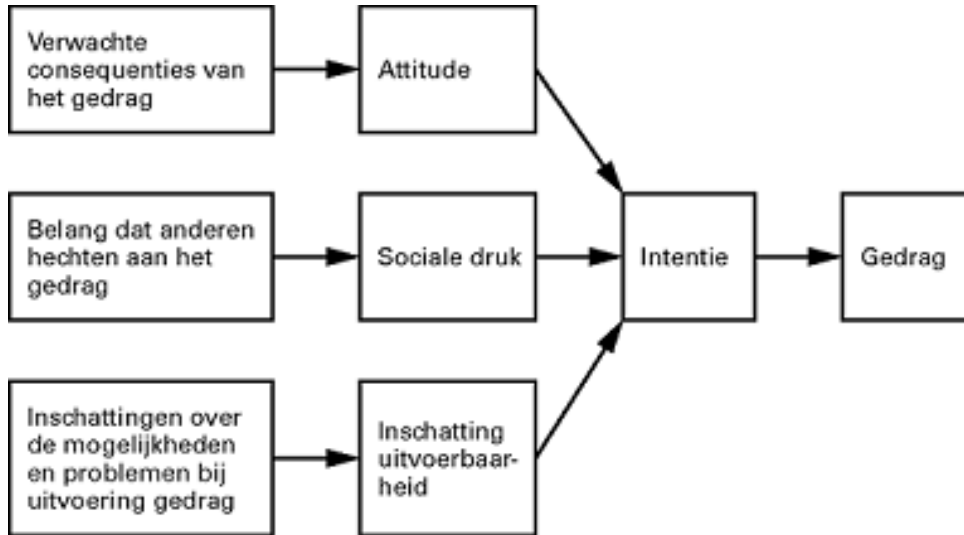 Verwachte
consequenties van
het gedrag
Attitude
Belang dat anderen
hechten aan het
gedrag
Sociale druk
Intentie
Gedrag
Inschattingen over
de mogelijkheden
en problemen bij
uitvoering gedrag
Inschatting
uitvoerbaar-
heid